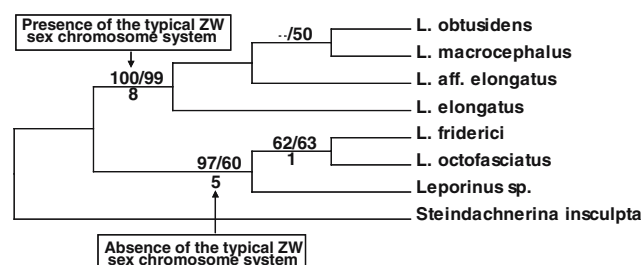 Presence of the typical ZW
sex chromosome system
--/50
L. obtusidens
L. macrocephalus
100/99
8
L. aff. elongatus
L. elongatus
62/63
1
L. friderici
97/60
5
L. octofasciatus
Leporinus sp.
Steindachnerina insculpta
Absence of the typical ZW
sex chromosome system